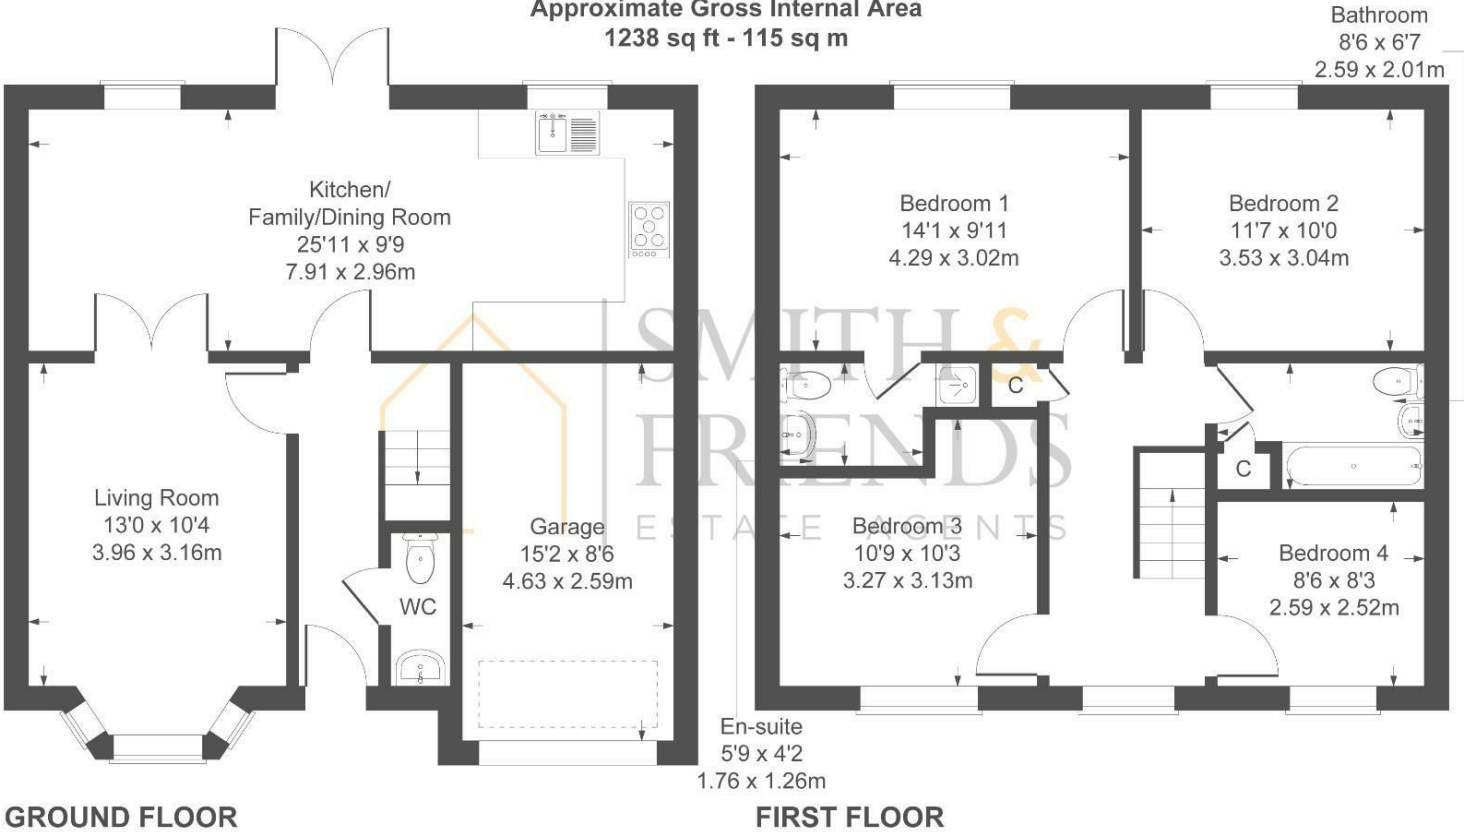 Approximate Gross Internal Area
1238 sq ft - 115 sq m
Bathroom
8'6 x 6'7
2.59 x 2.01m
Kitchen/
Family/Dining Room
25'11 x 9'9
7.91 x 2.96m
Bedroom 1
14'1 x 9'11
4.29 x 3.02m
Bedroom 2
11'7 x 10'0
3.53 x 3.04m
SMITH &
FRIENDS
ESTATE AGENTS
C
C
Living Room
13'0 x 10'4
3.96 x 3.16m
Garage
15'2 x 8'6
4.63 x 2.59m
WC
Bedroom 3
10'9 x 10'3
3.27 x 3.13m
Bedroom 4
8'6 x 8'3
2.59 x 2.52m
En-suite
5'9 x 4'2
1.76 x 1.26m
GROUND FLOOR
FIRST FLOOR